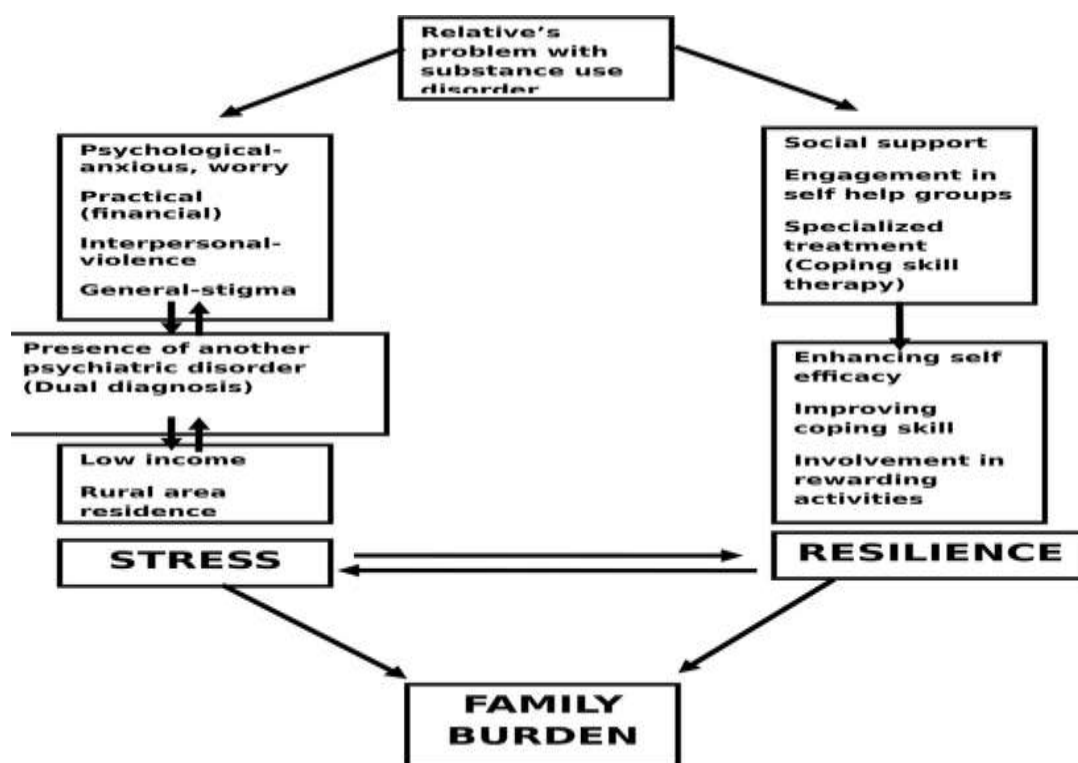 Relative's
problem with
substance use
disorder
Psychological-
anxious, worry
Practical
(financial)
Interpersonal-
violence
General-stigma
Presence of another
psychiatric disorder
(Dual diagnosis)
Low income
Rural area
residence
STRESS
Social support
Engagement in
self help groups
Specialized
treatment
(Coping skill
therapy)
Enhancing self
efficacy
Improving
coping skill
Involvement in
rewarding
activities
RESILIENCE
FAMILY
BURDEN